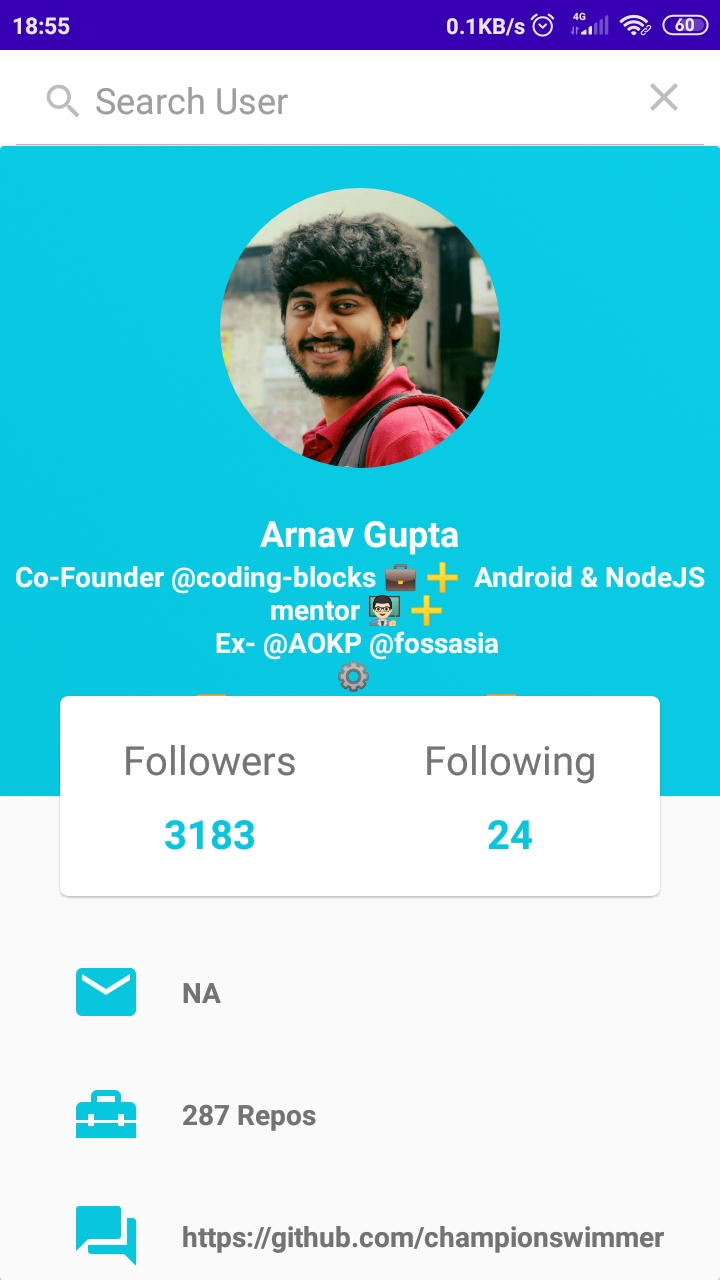 18:55 0.1KB/s 4G 60
Search User
Arnav Gupta
Co-Founder @coding-blocks 💼➕ Android & NodeJS
mentor 👨🏻‍🏫➕
Ex- @AOKP @fossasia
⚙
Followers Following
3183 24
NA
287 Repos
https://github.com/championswimmer